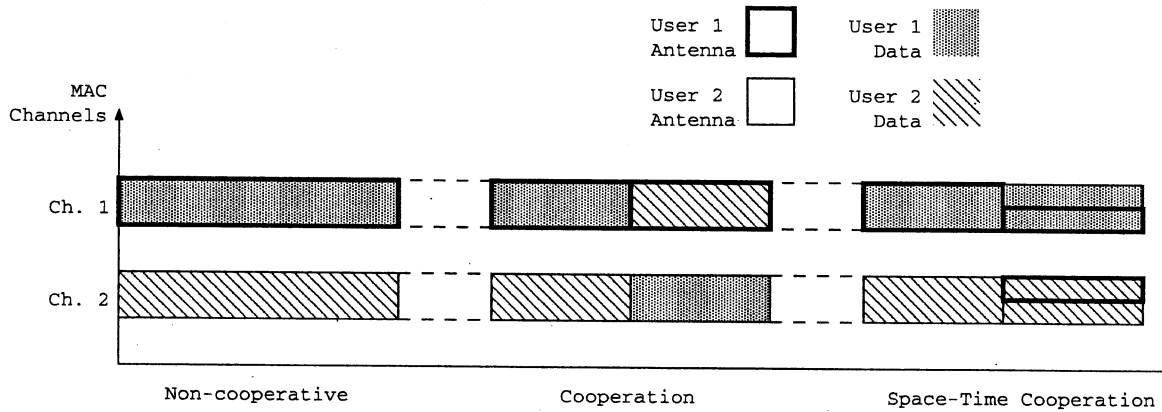 User 1
Antenna
User 1
Data
User 2
Antenna
User 2
Data
MAC
Channels
Ch. 1
Ch. 2
Non-cooperative
Cooperation
Space-Time Cooperation